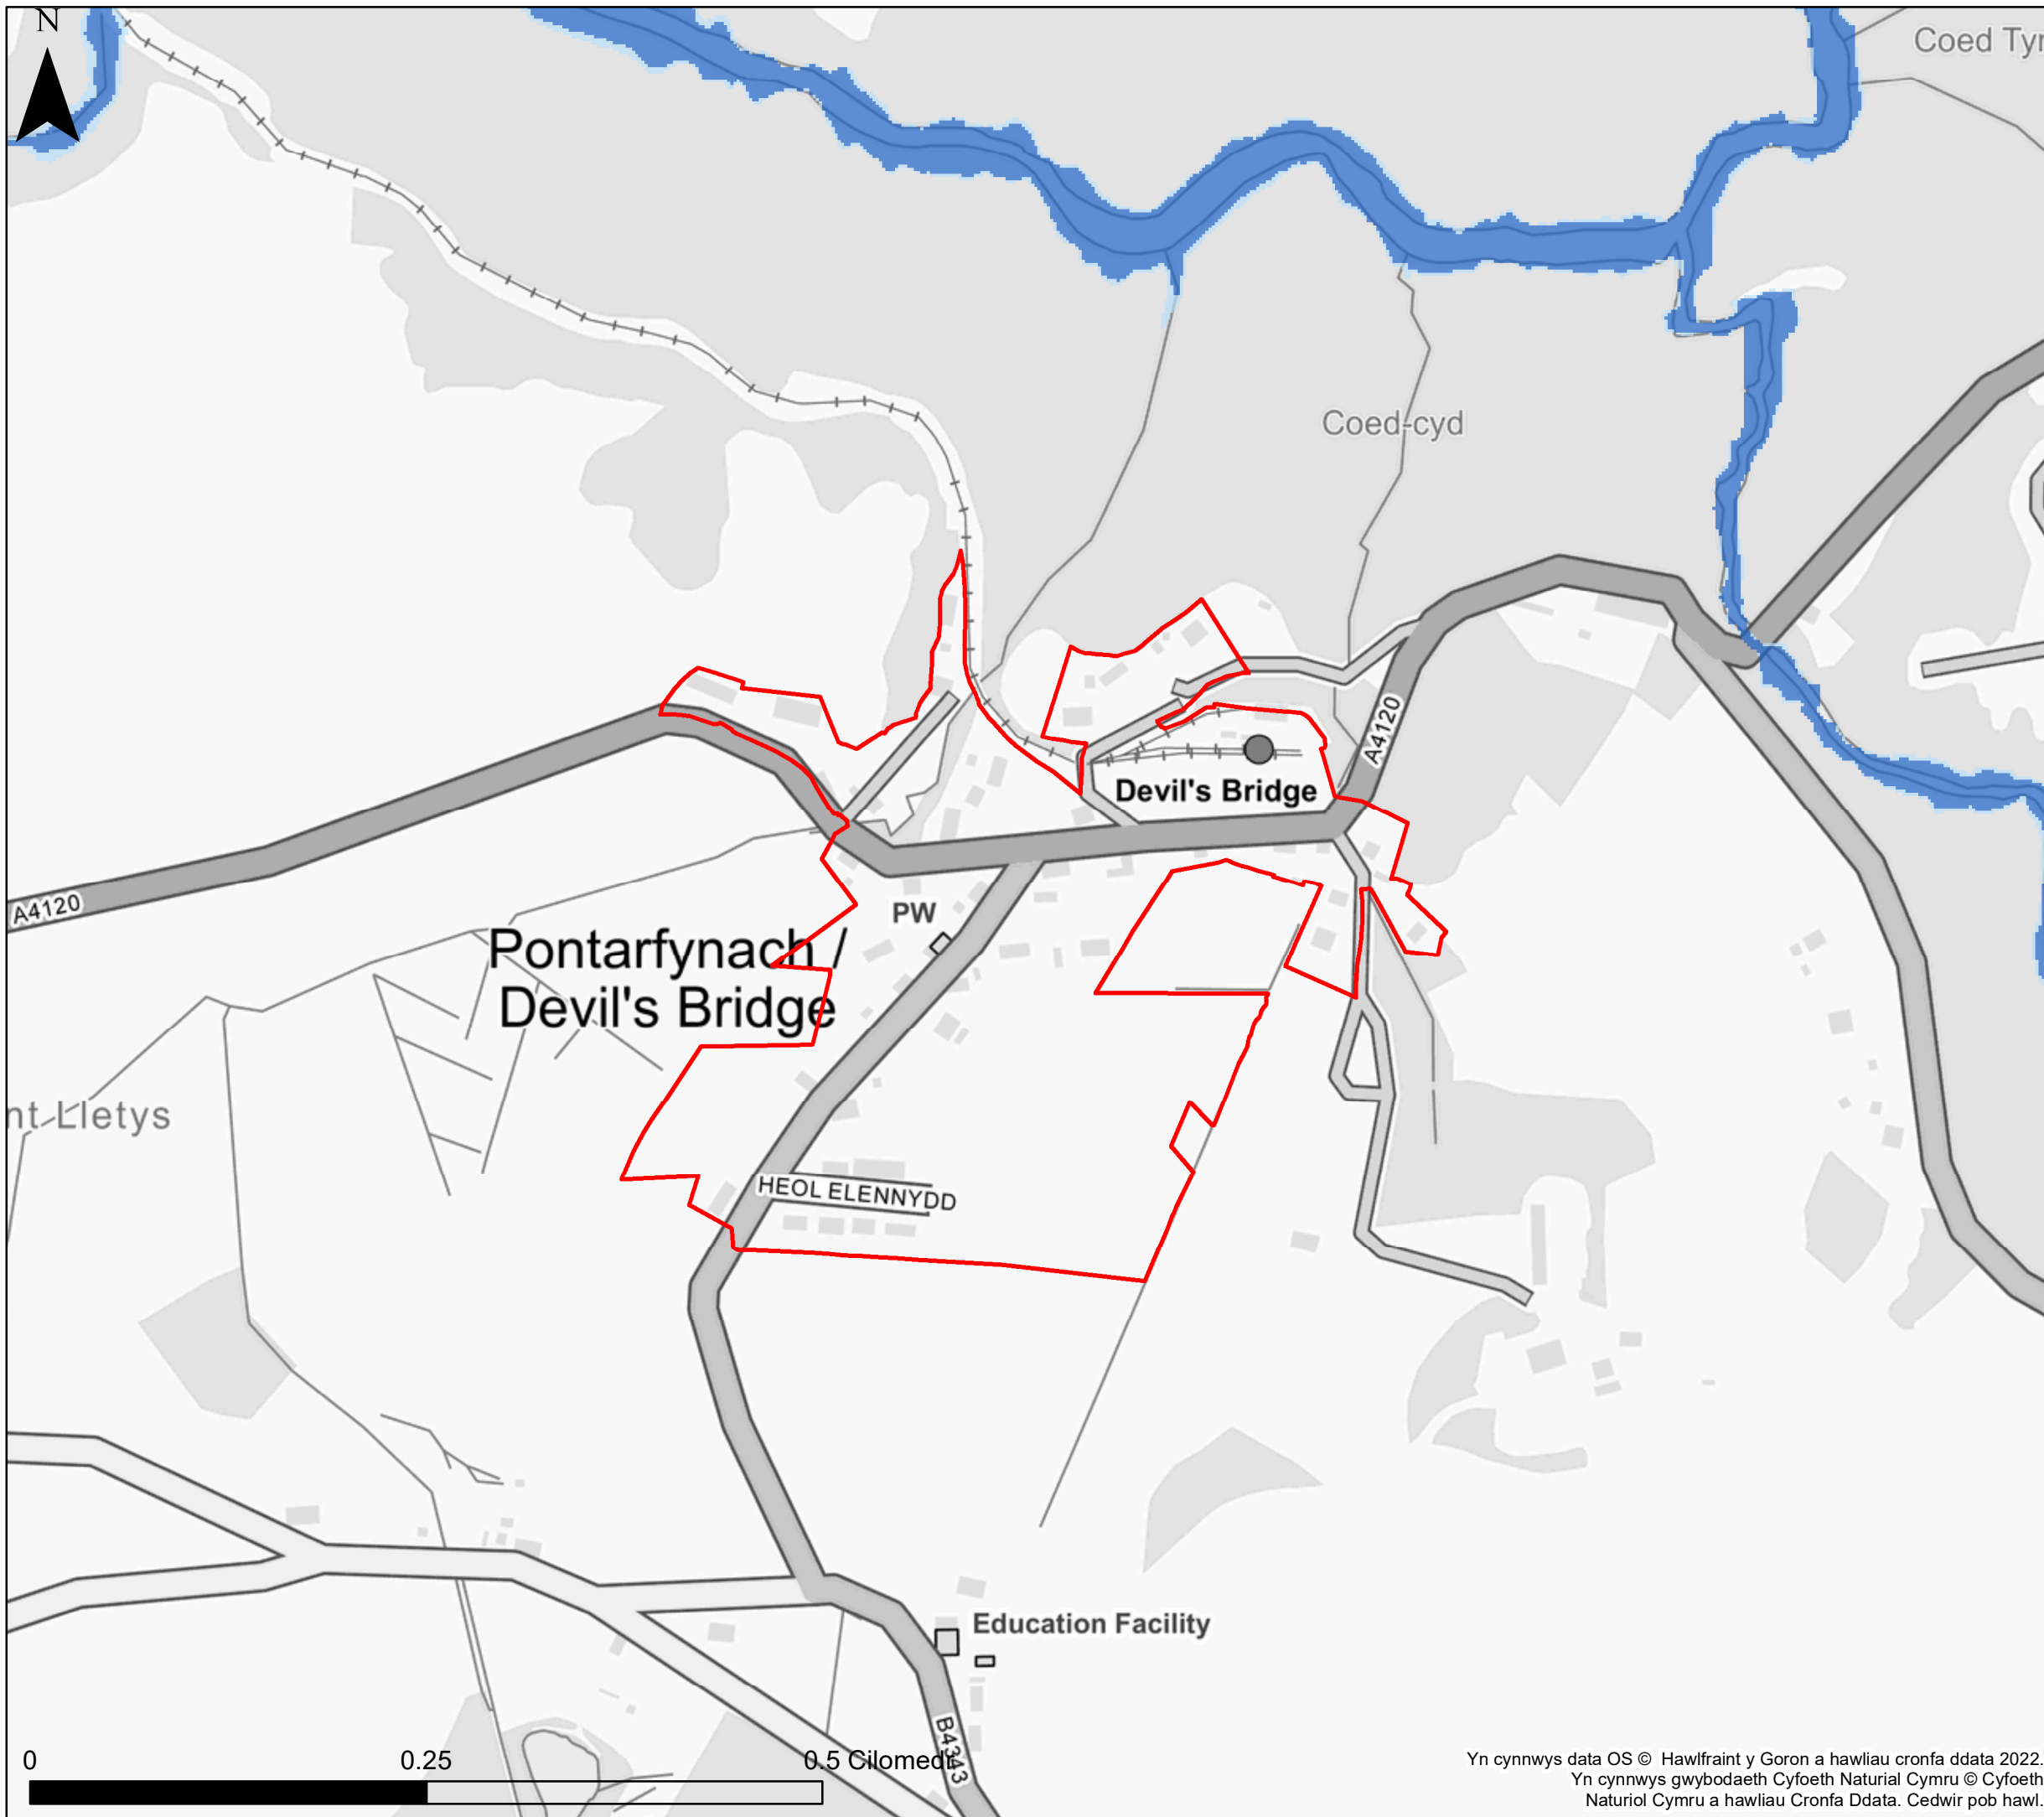 N
Coed Tyr
Coed-cyd
A4120
Devil's Bridge
A4120
PW
Pontarfynach /
Devil's Bridge
nt Lletys
HEOL ELENNYDD
Education Facility
B4343
0 0.25 0.5 Cilomedr
Yn cynnwys data OS © Hawlfraint y Goron a hawliau cronfa ddata 2022.
Yn cynnwys gwybodaeth Cyfoeth Naturial Cymru © Cyfoeth
Naturiol Cymru a hawliau Cronfa Ddata. Cedwir pob hawl.